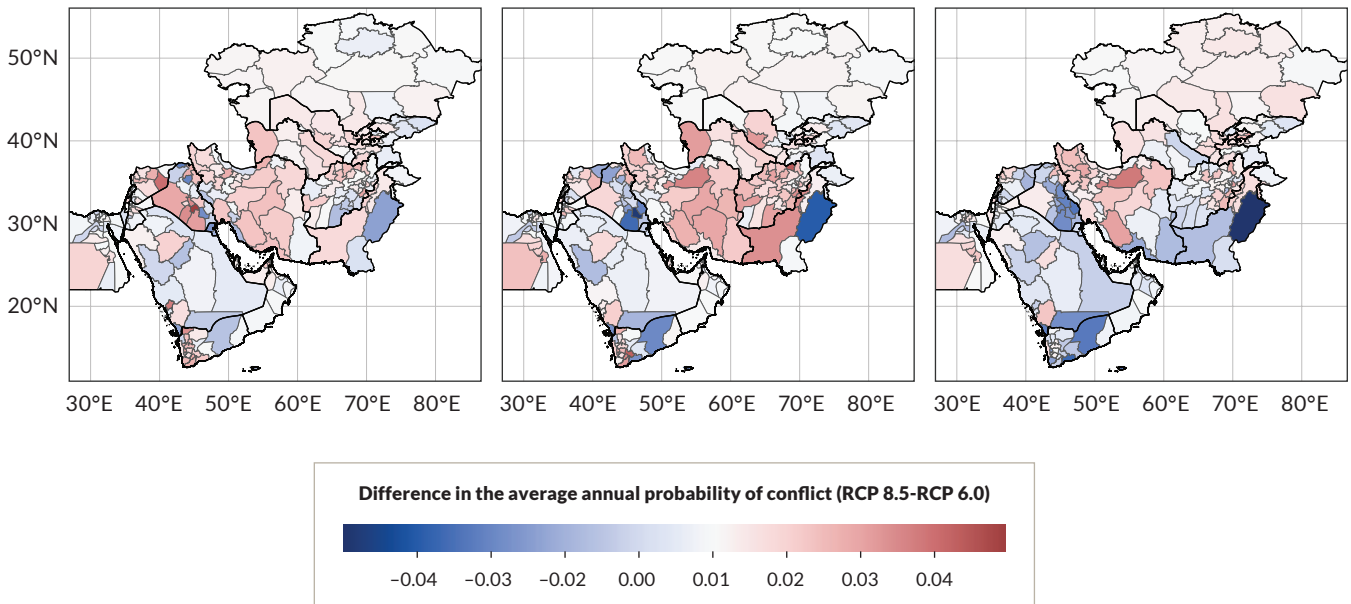 50°N
40°N
30°N
20°N
30°E 40°E 50°E 60°E 70°E 80°E 30°E 40°E 50°E 60°E 70°E 80°E 30°E 40°E 50°E 60°E 70°E 80°E
Difference in the average annual probability of conflict (RCP 8.5-RCP 6.0)
−0.04 −0.03 −0.02 0.00 0.01 0.02 0.03 0.04